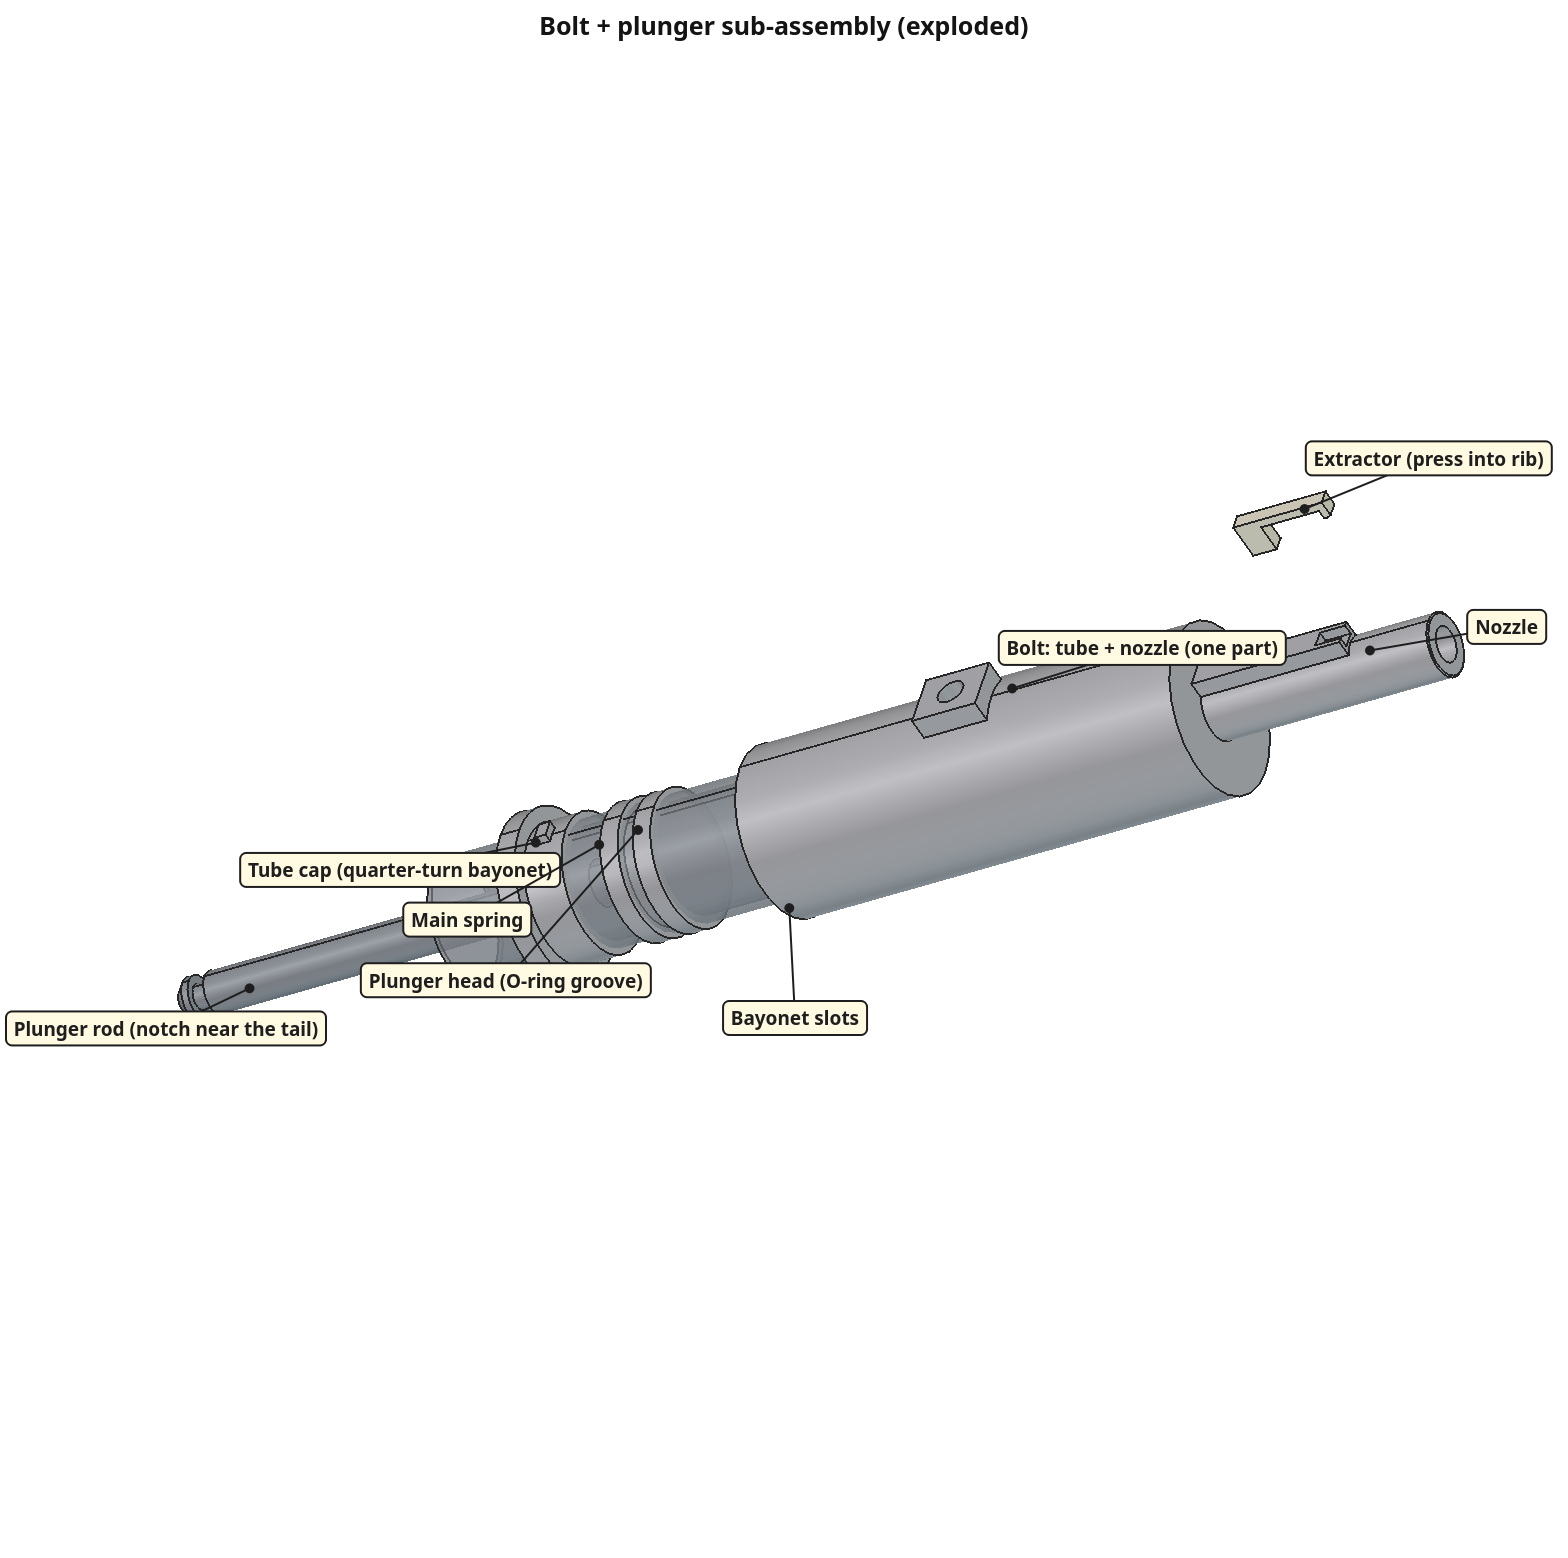 Bolt + plunger sub-assembly (exploded)
Extractor (press into rib)
Nozzle
Bolt: tube + nozzle (one part)
Tube cap (quarter-turn bayonet)
Main spring
Plunger head (O-ring groove)
Bayonet slots
Plunger rod (notch near the tail)